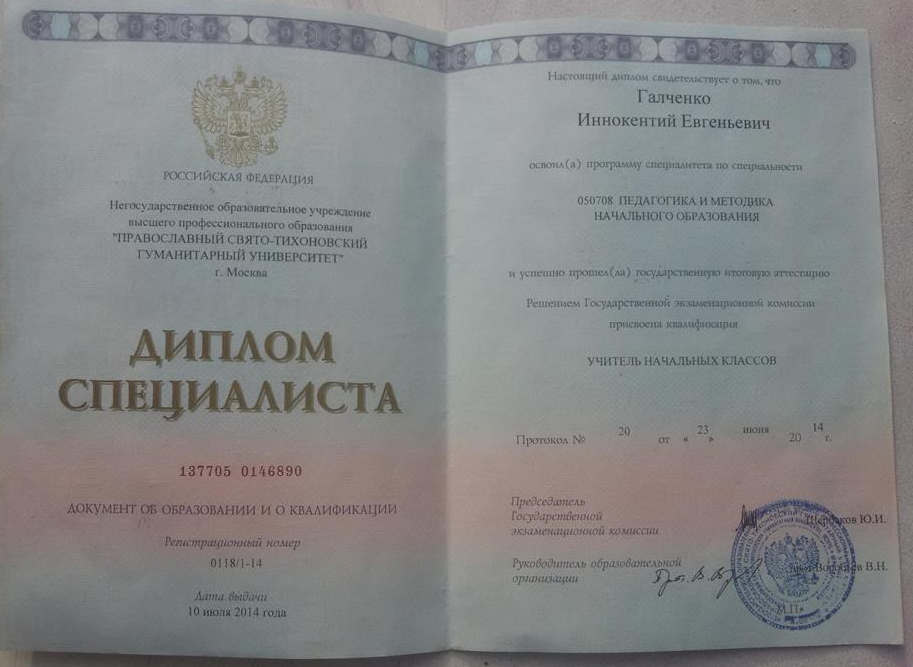 РОССИЙСКАЯ ФЕДЕРАЦИЯ
Негосударственное образовательное учреждение
высшего профессионального образования
"ПРАВОСЛАВНЫЙ СВЯТО-ТИХОНОВСКИЙ
ГУМАНИТАРНЫЙ УНИВЕРСИТЕТ"
г. Москва
ДИПЛОМ
СПЕЦИАЛИСТА
137705 0146890
ДОКУМЕНТ ОБ ОБРАЗОВАНИИ И О КВАЛИФИКАЦИИ
Регистрационный номер
0118/1-14
Дата выдачи
10 июля 2014 года
Настоящий диплом свидетельствует о том, что
Галченко
Иннокентий Евгеньевич
освоил(а) программу специалитета по специальности
050708 ПЕДАГОГИКА И МЕТОДИКА
НАЧАЛЬНОГО ОБРАЗОВАНИЯ
и успешно прошел(ла) государственную итоговую аттестацию
Решением Государственной экзаменационной комиссии
присвоена квалификация
УЧИТЕЛЬ НАЧАЛЬНЫХ КЛАССОВ
Протокол № 20 от « 23 » июня 20 14 г.
Председатель
Государственной
экзаменационной комиссии
Щербаков Ю.И.
Руководитель образовательной
организации
В.Н.
М.П.